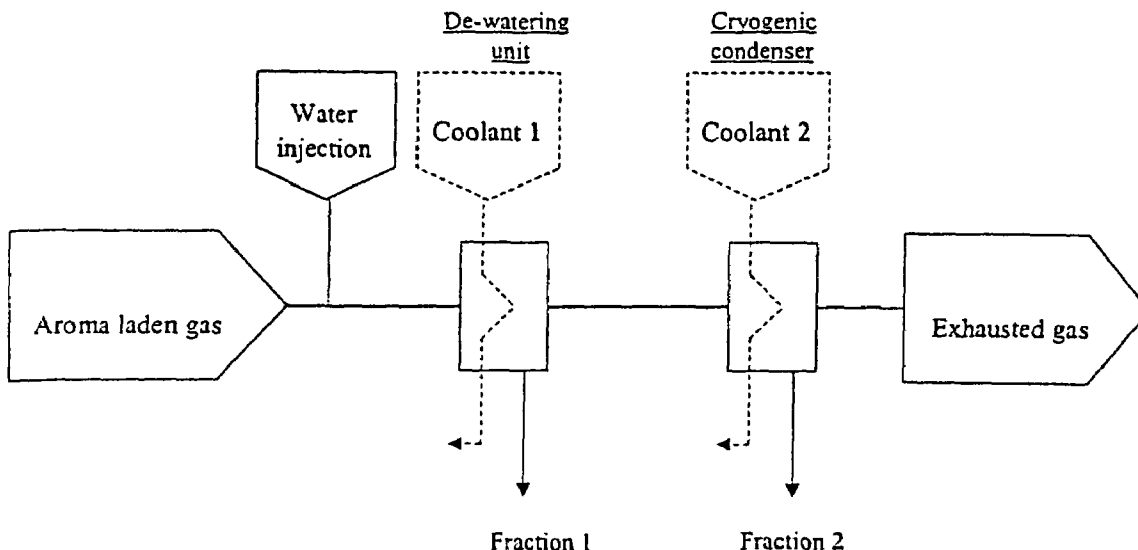 De-watering
unit
Cryogenic
condenser
Water
injection
Coolant 1
Coolant 2
Aroma laden gas
Exhausted gas
Fraction 1
Fraction 2